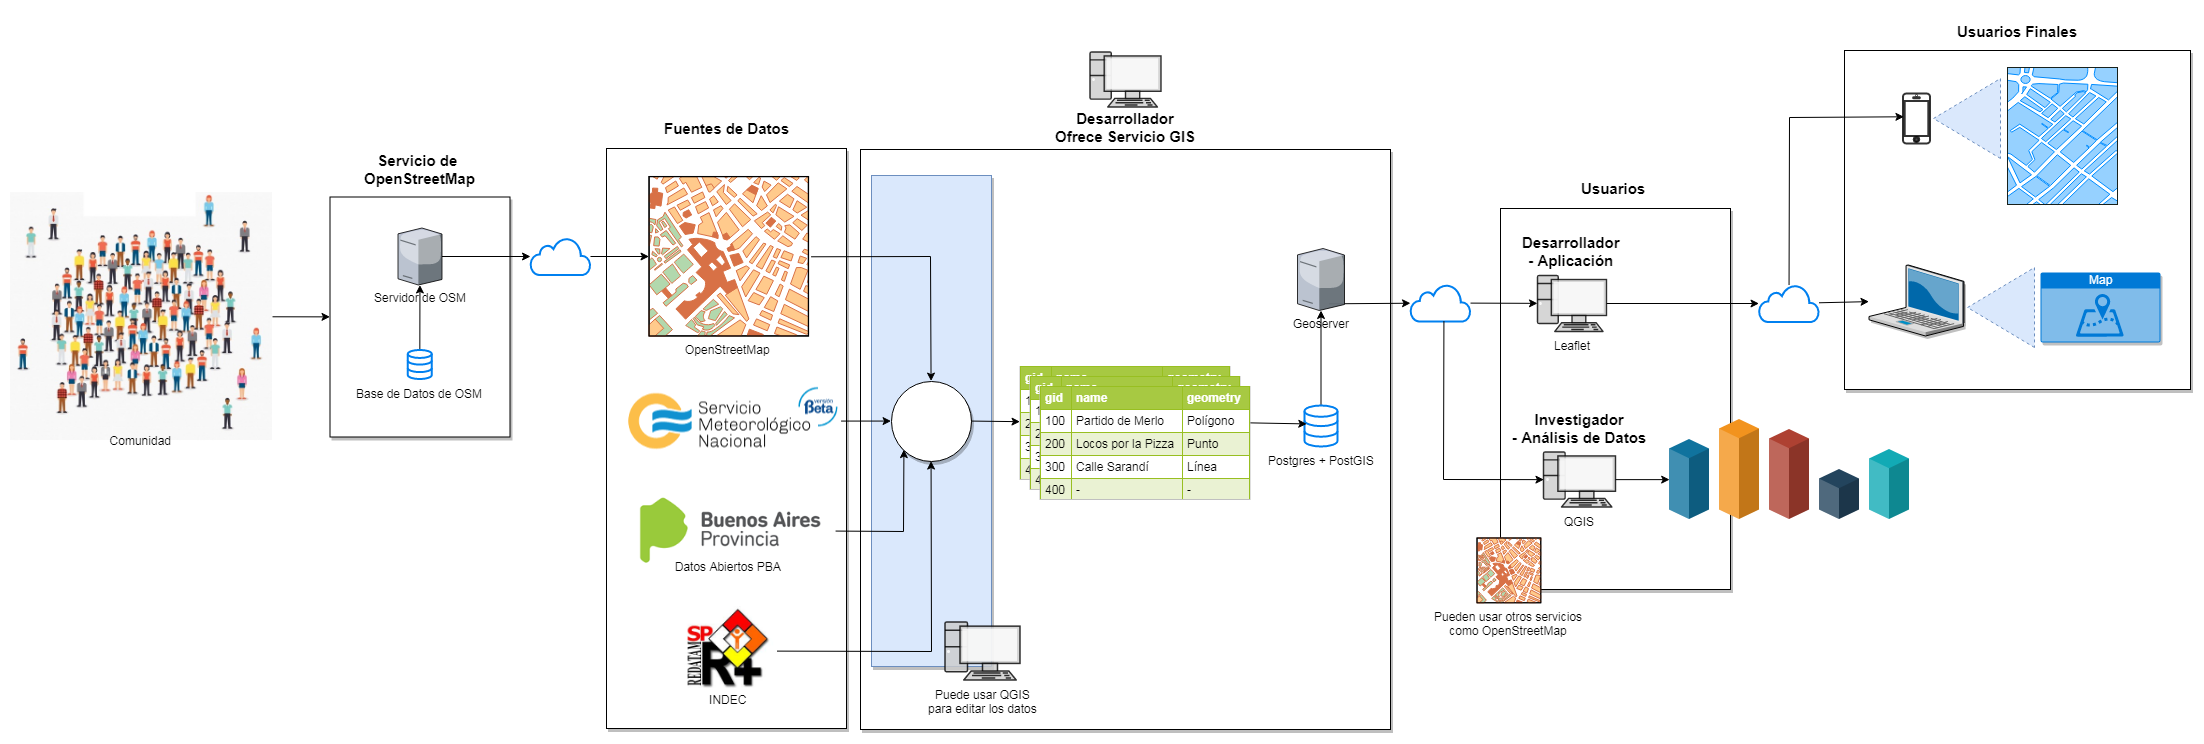 Comunidad
Servicio de
OpenStreetMap
Servidor de OSM
Base de Datos de OSM
Fuentes de Datos
OpenStreetMap
Servicio
Meteorológico
Nacional
versión
Beta
Buenos Aires
Provincia
Datos Abiertos PBA
REDATAM
SP
R+
INDEC
Desarrollador
Ofrece Servicio GIS
Puede usar QGIS
para editar los datos
gid name geometry
100 Partido de Merlo Polígono
200 Locos por la Pizza Punto
300 Calle Sarandí Línea
400 - -
Postgres + PostGIS
Geoserver
Usuarios
Desarrollador
- Aplicación
Leaflet
Investigador
- Análisis de Datos
QGIS
Pueden usar otros servicios
como OpenStreetMap
Usuarios Finales
Map